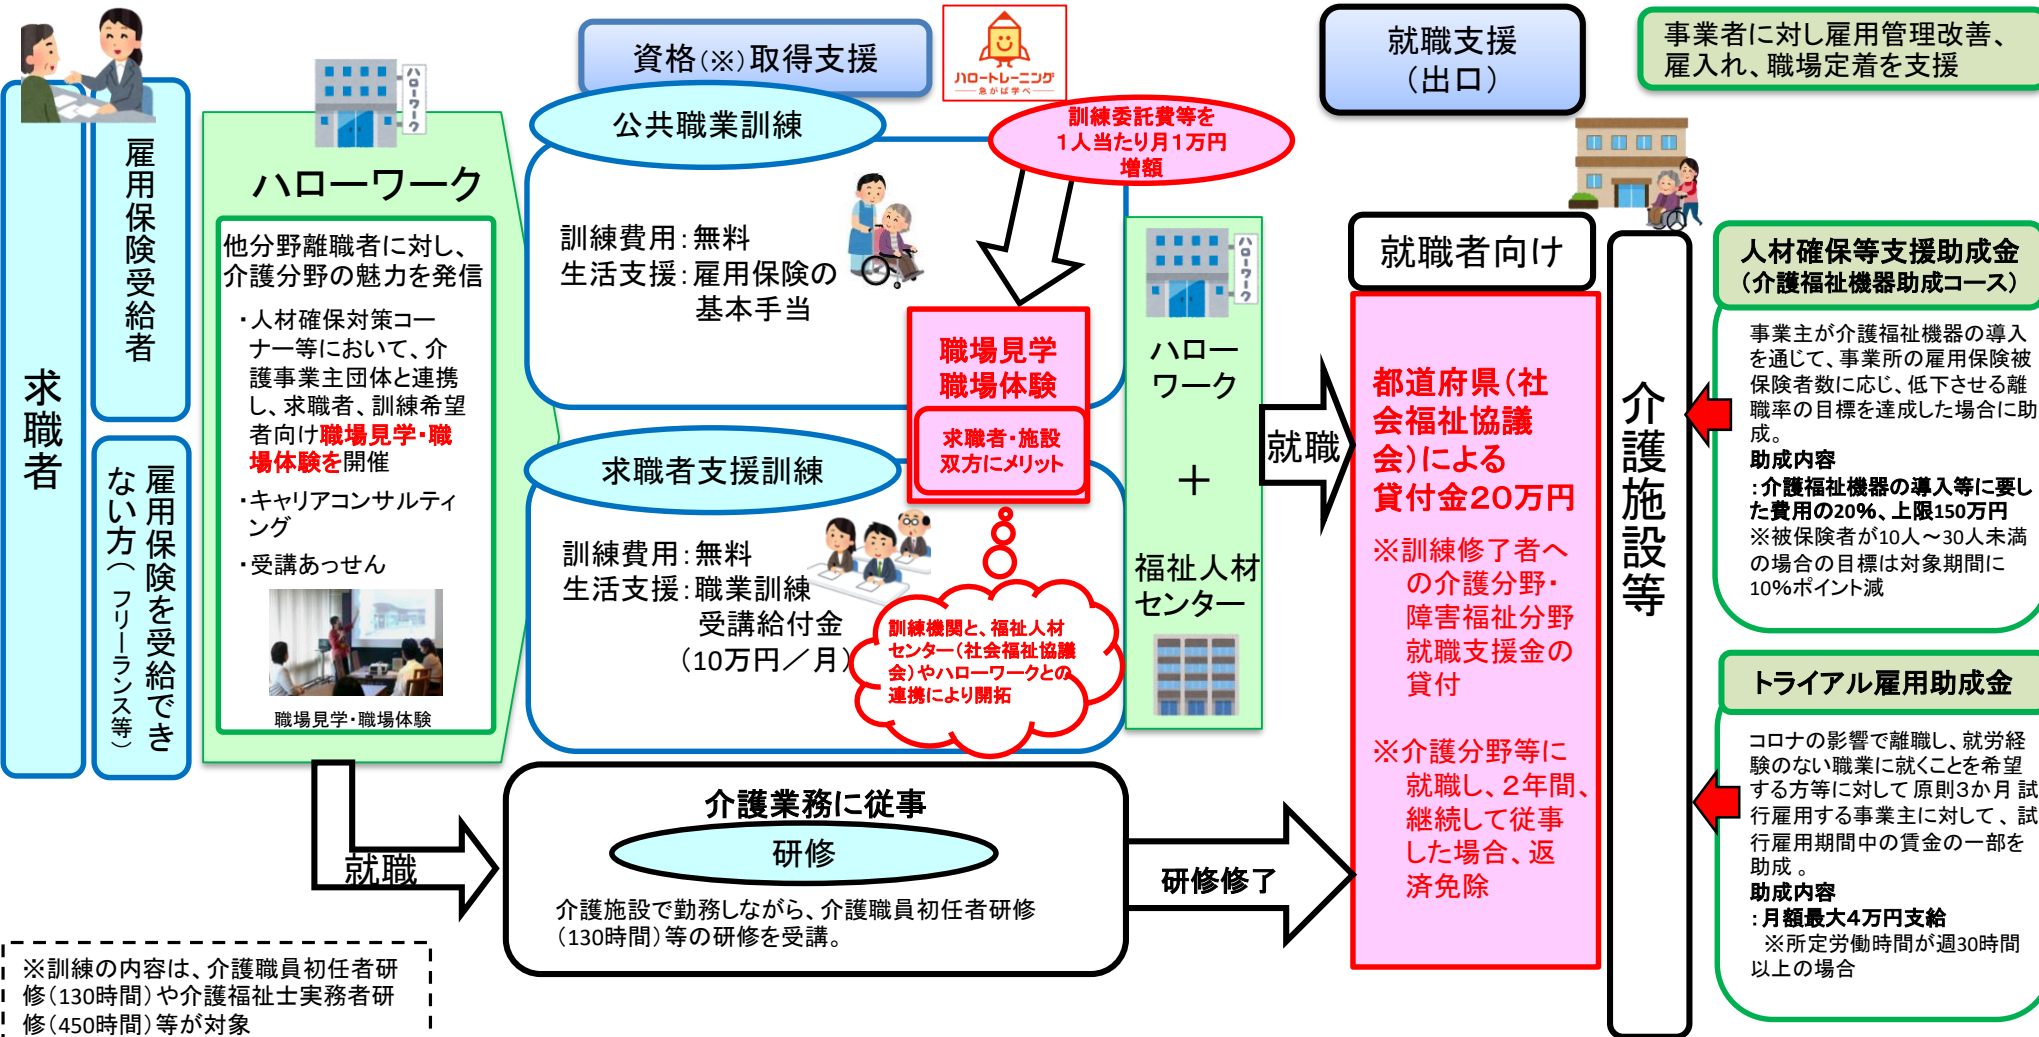 求職者
雇用保険受給者
雇用保険を受給でき
ない方（フリーランス等）
ハローワーク
ハローワーク
他分野離職者に対し、
介護分野の魅力を発信
・人材確保対策コー
ナー等において、介
護事業主団体と連携
し、求職者、訓練希望
者向け職場見学・職
場体験を開催
・キャリアコンサルティ
ング
・受講あっせん
職場見学・職場体験
資格（※）取得支援
ハロートレーニング
急がば学べ
公共職業訓練
訓練費用：無料
生活支援：雇用保険の
基本手当
訓練委託費等を
１人当たり月１万円
増額
職場見学
職場体験
求職者・施設
双方にメリット
求職者支援訓練
訓練費用：無料
生活支援：職業訓練
受講給付金
（10万円／月）
訓練機関と、福祉人材
センター（社会福祉協議
会）やハローワークとの
連携により開拓
ハローワーク
ハロー
ワーク
＋
福祉人材
センター
就職
就職
介護業務に従事
研修
介護施設で勤務しながら、介護職員初任者研修
（130時間）等の研修を受講。
研修修了
就職支援
（出口）
就職者向け
都道府県（社
会福祉協議
会）による
貸付金２０万円
※訓練修了者へ
の介護分野・
障害福祉分野
就職支援金の
貸付
※介護分野等に
就職し、２年間、
継続して従事
した場合、返
済免除
介護施設等
事業者に対し雇用管理改善、
雇入れ、職場定着を支援
人材確保等支援助成金
（介護福祉機器助成コース）
事業主が介護福祉機器の導入
を通じて、事業所の雇用保険被
保険者数に応じ、低下させる離
職率の目標を達成した場合に助
成。
助成内容
：介護福祉機器の導入等に要し
た費用の20％、上限150万円
※被保険者が10人～30人未満
の場合の目標は対象期間に
10％ポイント減
トライアル雇用助成金
コロナの影響で離職し、就労経
験のない職業に就くことを希望
する方等に対して原則３か月試
行雇用する事業主に対して、試
行雇用期間中の賃金の一部を
助成。
助成内容
：月額最大４万円支給
※所定労働時間が週30時間
以上の場合
※訓練の内容は、介護職員初任者研
修（130時間）や介護福祉士実務者研
修（450時間）等が対象